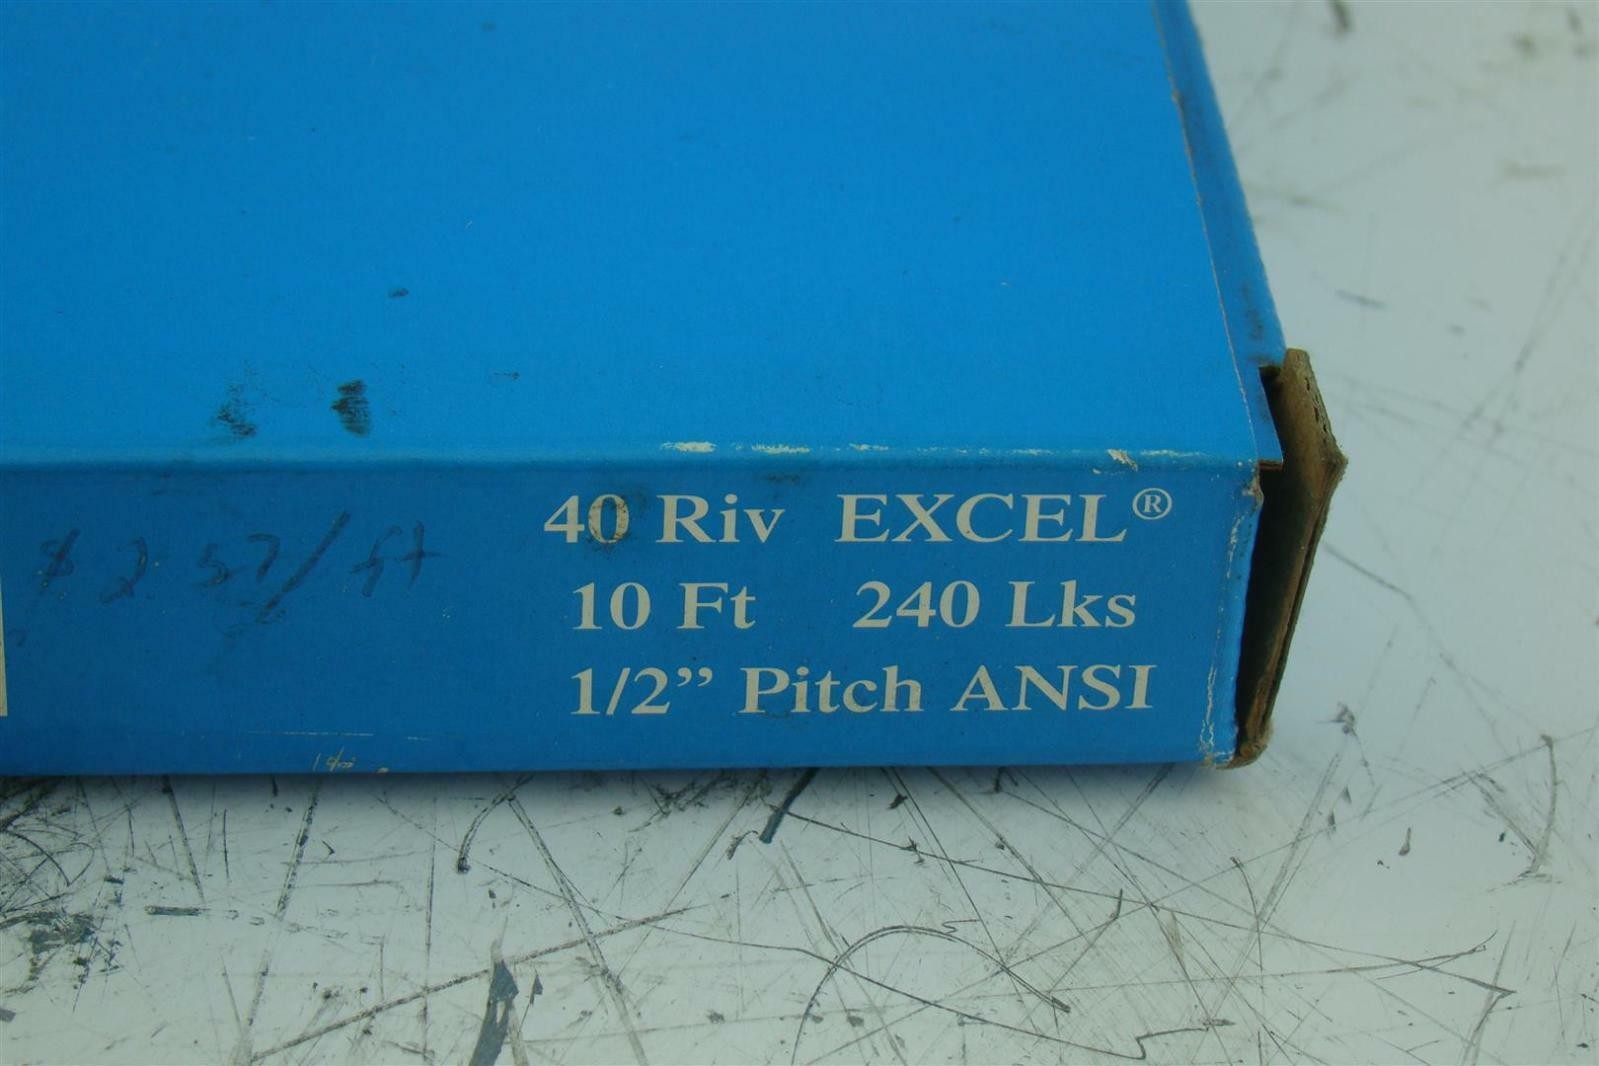 40 Riv EXCEL®
10 Ft 240 Lks
1/2” Pitch ANSI
$ 2.57/ft